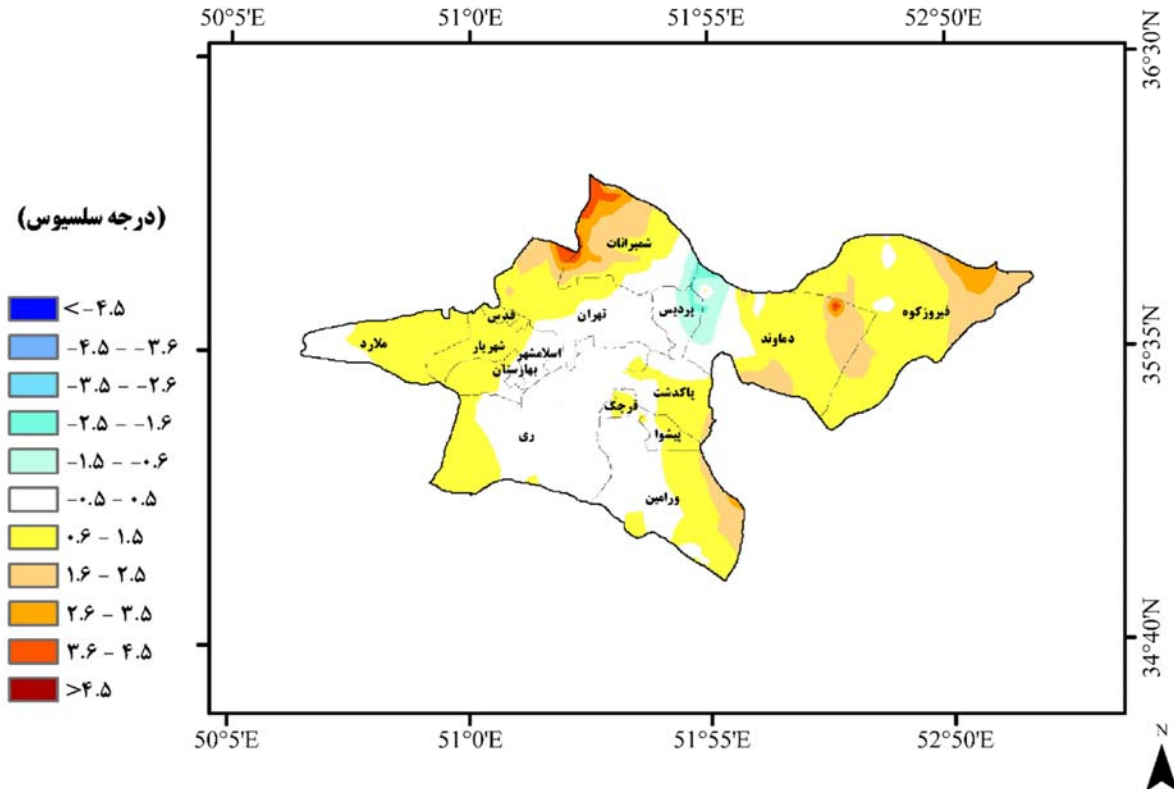 50°5'E 51°0'E 51°55'E 52°50'E
36°30'N
35°35'N
34°40'N
(درجه سلسیوس)
<-۴.۵
-۴.۵ - -۳.۶
-۳.۵ - -۲.۶
-۲.۵ - -۱.۶
-۱.۵ - -۰.۶
-۰.۵ - ۰.۵
۰.۶ - ۱.۵
۱.۶ - ۲.۵
۲.۶ - ۳.۵
۳.۶ - ۴.۵
>۴.۵
شمیرانات
فیروزکوه
دماوند
پردیس
تهران
قدس
ملارد
شهریار
اسلامشهر
بهارستان
پاکدشت
قرچک
پیشوا
ری
ورامین
50°5'E 51°0'E 51°55'E 52°50'E
N